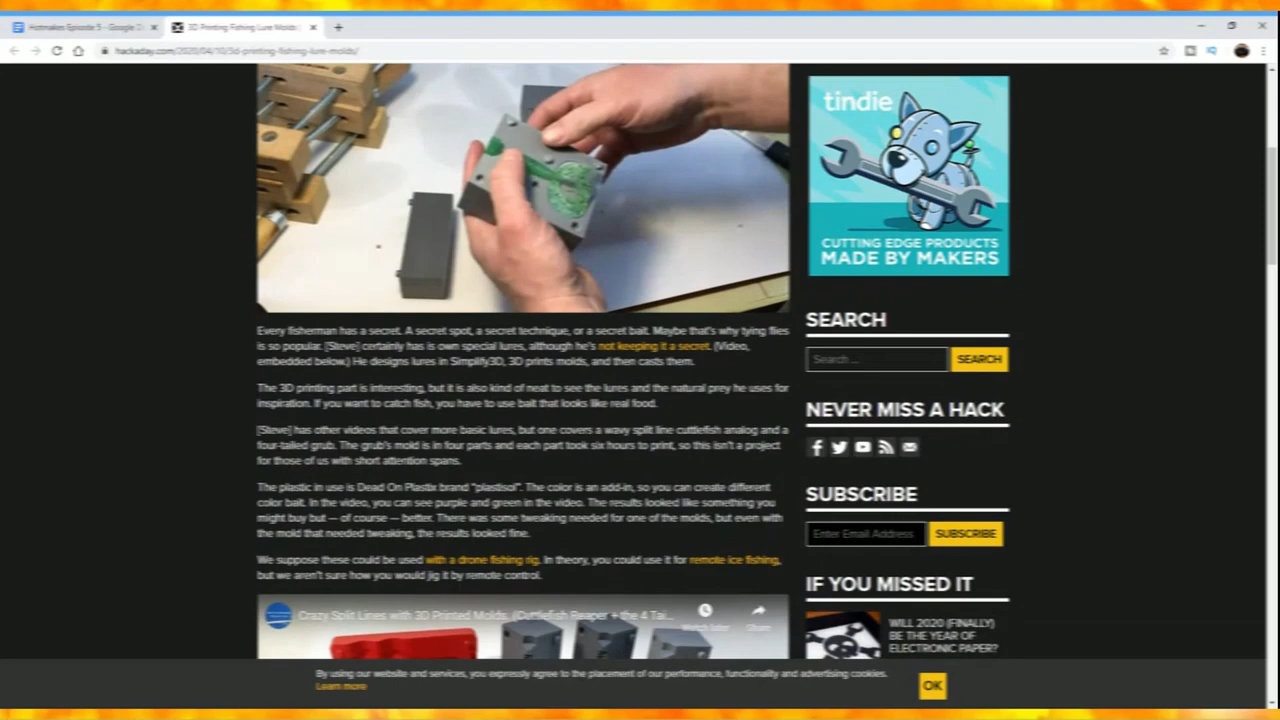 Hotmakes Episode 5 - Google D
3D Printing Fishing Lure Molds |
hackaday.com/2020/04/10/3d-printing-fishing-lure-molds/
tindie
CUTTING EDGE PRODUCTS
MADE BY MAKERS
Every fisherman has a secret. A secret spot, a secret technique, or a secret bait. Maybe that's why tying flies
is so popular. [Steve] certainly has is own special lures, although he's not keeping it a secret. (Video,
embedded below.) He designs lures in Simplify3D, 3D prints molds, and then casts them.
The 3D printing part is interesting, but it is also kind of neat to see the lures and the natural prey he uses for
inspiration. If you want to catch fish, you have to use bait that looks like real food.
[Steve] has other videos that cover more basic lures, but one covers a wavy split line cuttlefish analog and a
four-tailed grub. The grub's mold is in four parts and each part took six hours to print, so this isn't a project
for those of us with short attention spans.
The plastic in use is Dead On Plastix brand "plastisol". The color is an add-in, so you can create different
color bait. In the video, you can see purple and green in the video. The results looked like something you
might buy but — of course — better. There was some tweaking needed for one of the molds, but even with
the mold that needed tweaking, the results looked fine.
We suppose these could be used with a drone fishing rig. In theory, you could use it for remote ice fishing,
but we aren't sure how you would jig it by remote control.
Crazy Split Lines with 3D Printed Molds. (Cuttlefish Reaper + the 4 Tai...
Watch later
Share
SEARCH
Search ...
SEARCH
NEVER MISS A HACK
SUBSCRIBE
Enter Email Address
SUBSCRIBE
IF YOU MISSED IT
WILL 2020 (FINALLY)
BE THE YEAR OF
ELECTRONIC PAPER?
By using our website and services, you expressly agree to the placement of our performance, functionality and advertising cookies.
Learn more
OK